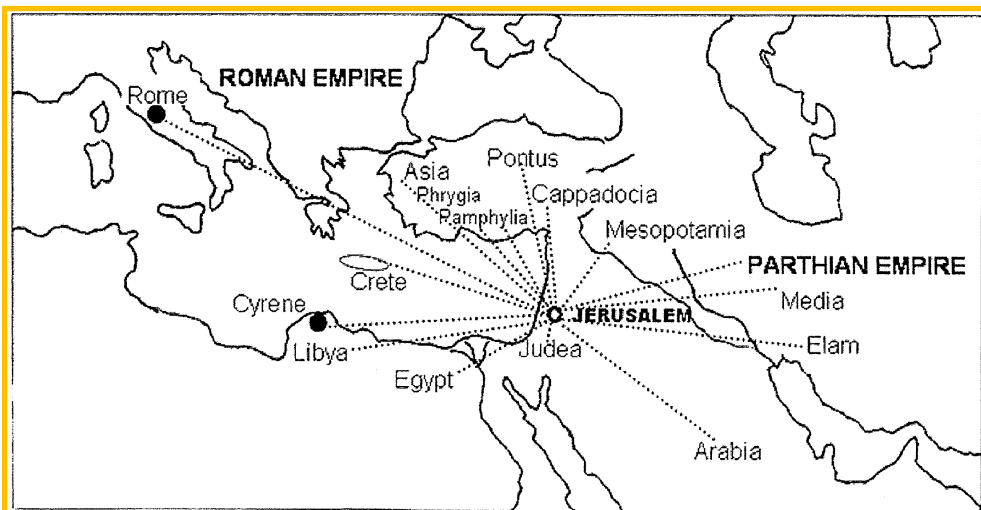 ROMAN EMPIRE
Rome
Pontus
Asia
Phrygia
Cappadocia
Pamphylia
Mesopotamia
PARTHIAN EMPIRE
Crete
Media
Cyrene
JERUSALEM
Libya
Judea
Elam
Egypt
Arabia